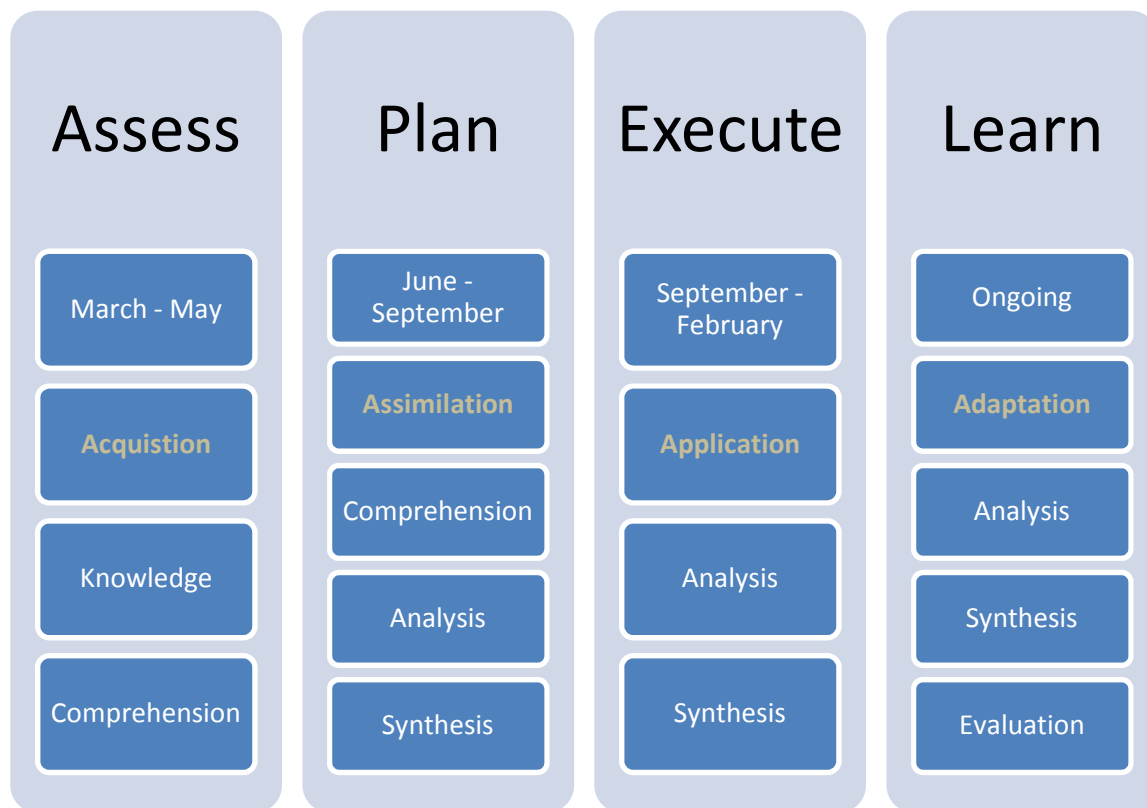 Assess
March - May
Acquistion
Knowledge
Comprehension
Plan
June -
September
Assimilation
Comprehension
Analysis
Synthesis
Execute
September -
February
Application
Analysis
Synthesis
Learn
Ongoing
Adaptation
Analysis
Synthesis
Evaluation